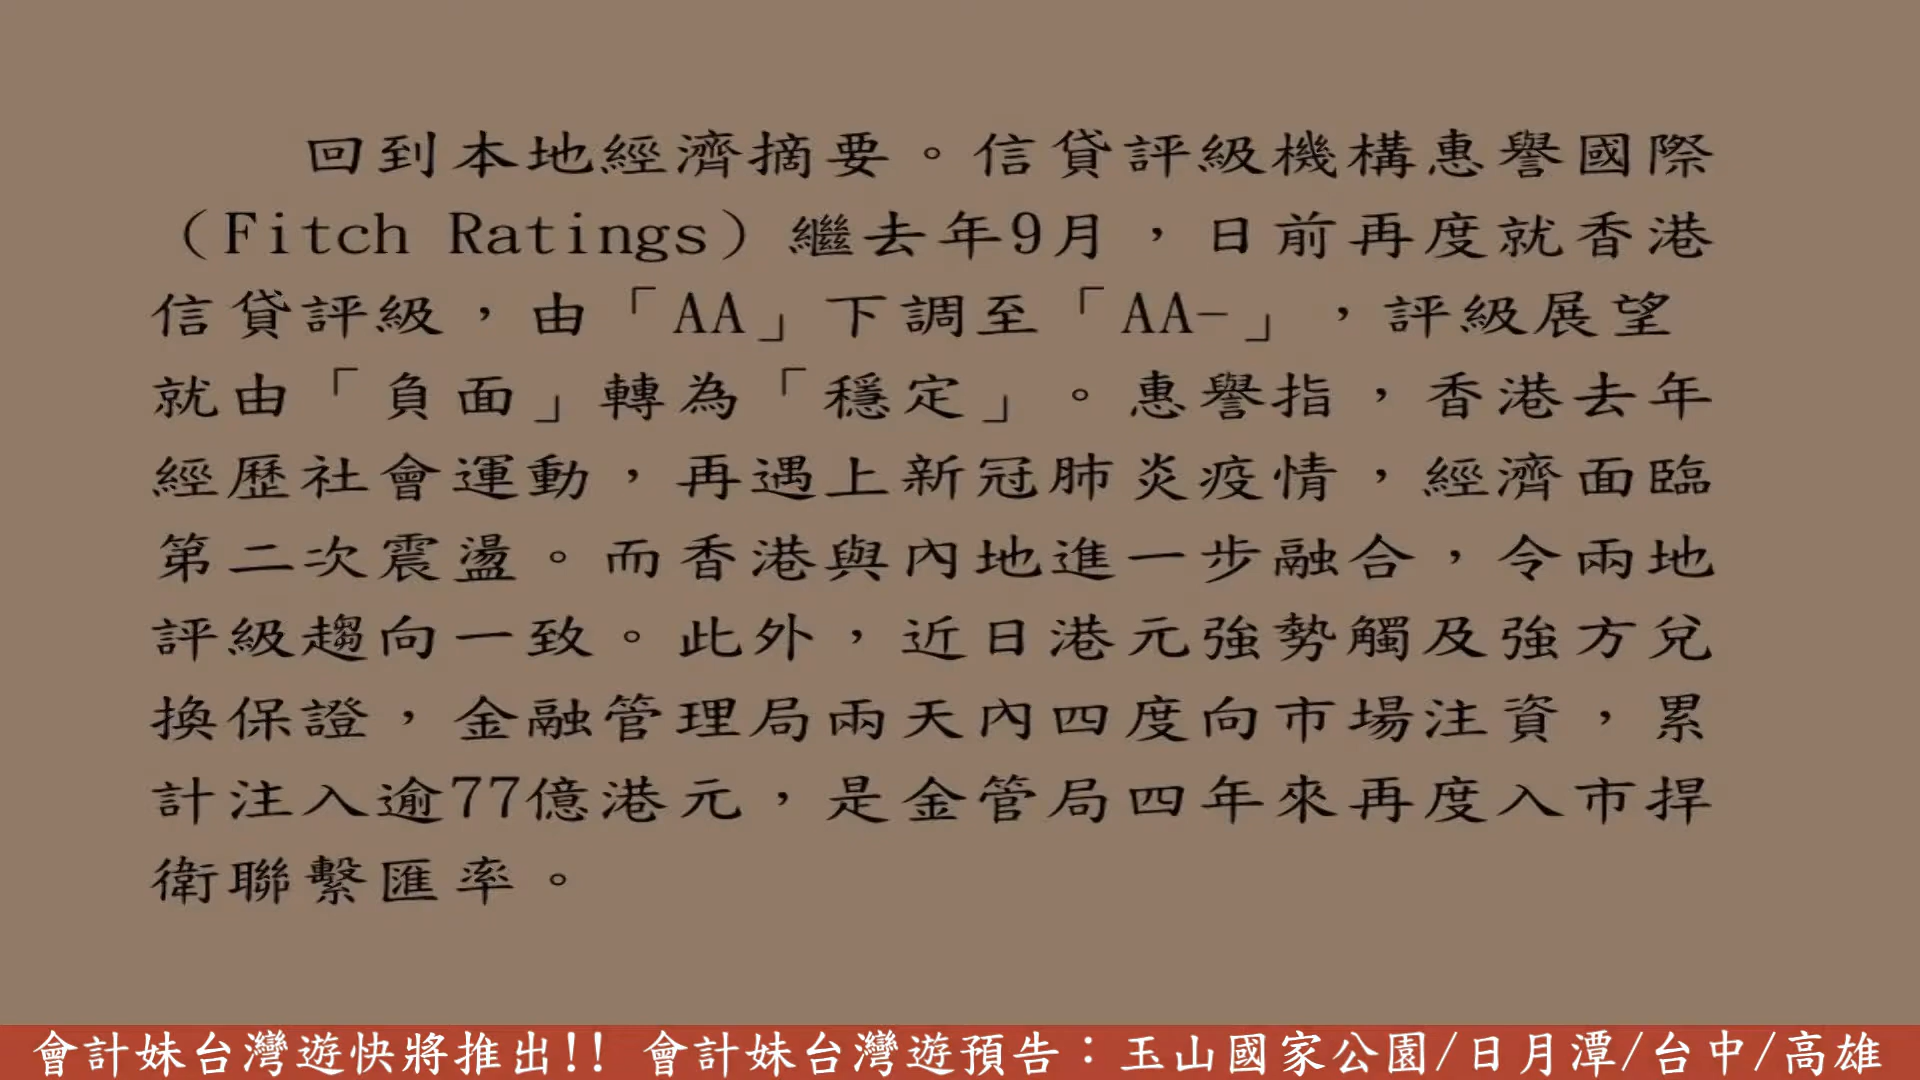 回到本地經濟摘要。信貸評級機構惠譽國際
（Fitch Ratings）繼去年9月，日前再度就香港
信貸評級，由「AA」下調至「AA-」，評級展望
就由「負面」轉為「穩定」。惠譽指，香港去年
經歷社會運動，再遇上新冠肺炎疫情，經濟面臨
第二次震盪。而香港與內地進一步融合，令兩地
評級趨向一致。此外，近日港元強勢觸及強方兌
換保證，金融管理局兩天內四度向市場注資，累
計注入逾77億港元，是金管局四年來再度入市捍
衛聯繫匯率。
會計妹台灣遊快將推出!! 會計妹台灣遊預告：玉山國家公園/日月潭/台中/高雄